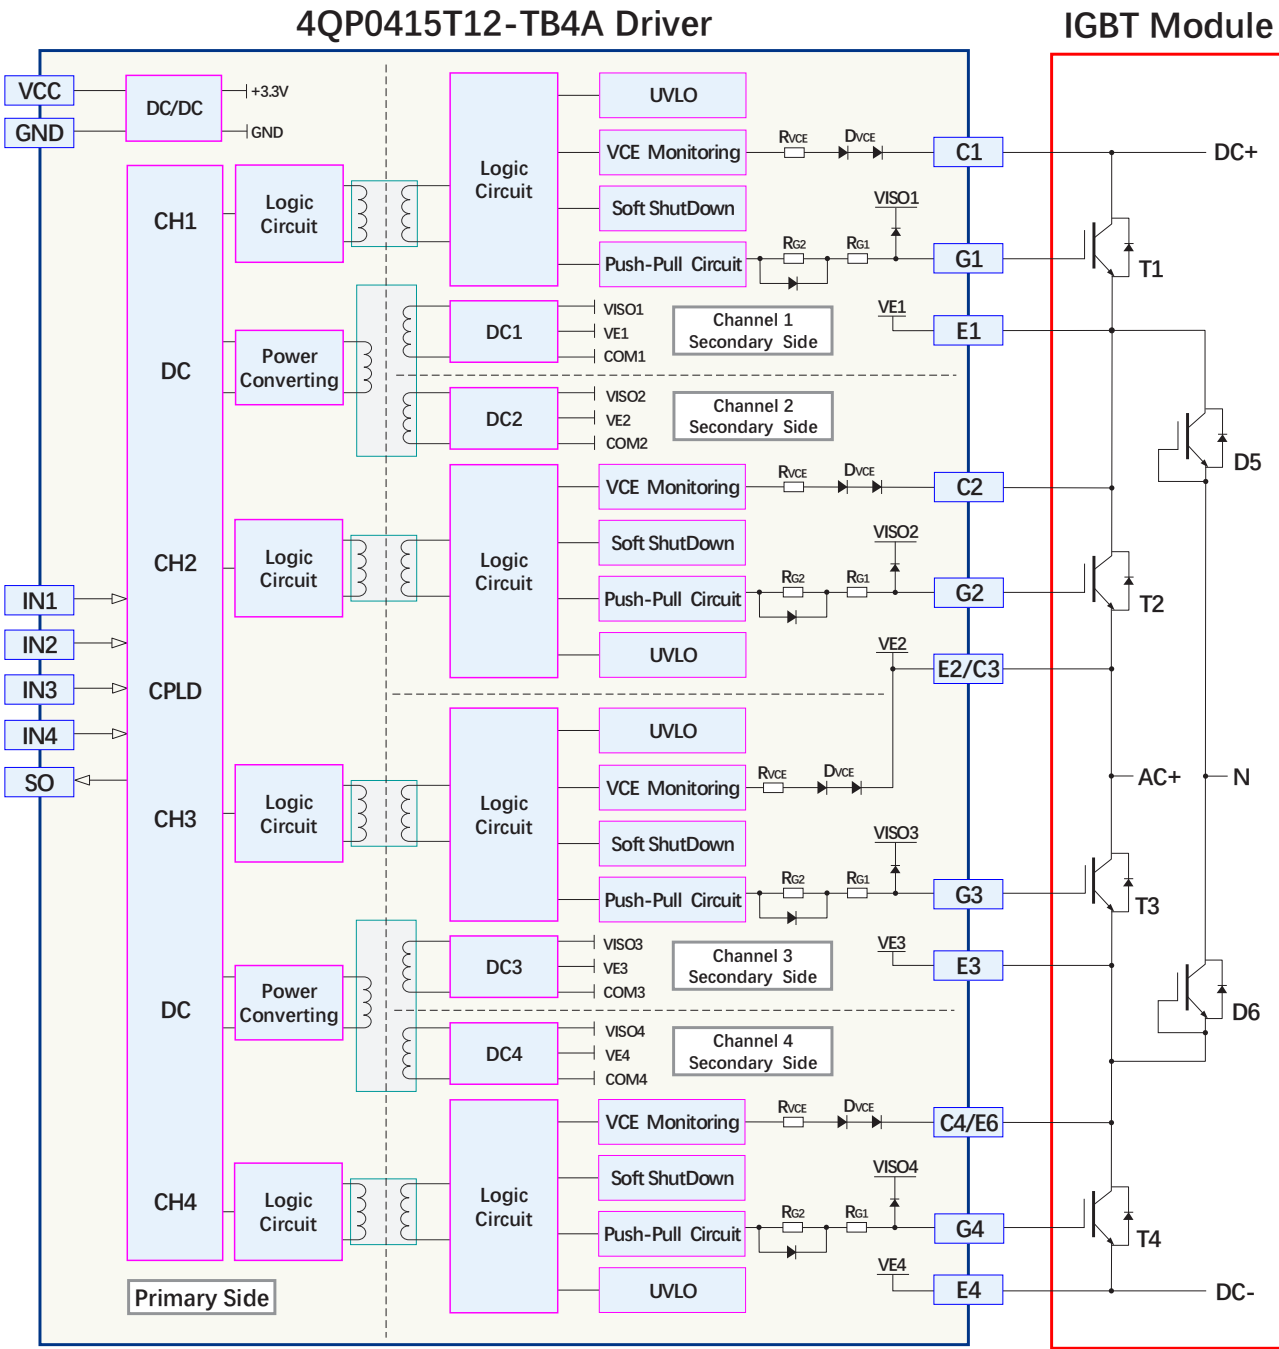 4QP0415T12-TB4A Driver
IGBT Module
VCC
GND
DC/DC
+3.3V
GND
CH1
Logic
Circuit
Logic
Circuit
UVLO
VCE Monitoring
RVCE
DVCE
C1
DC+
Soft ShutDown
VISO1
Push-Pull Circuit
RG2
RG1
G1
T1
DC
Power
Converting
DC1
VISO1
VE1
COM1
Channel 1
Secondary Side
VE1
E1
DC2
VISO2
VE2
COM2
Channel 2
Secondary Side
D5
CH2
Logic
Circuit
Logic
Circuit
VCE Monitoring
RVCE
DVCE
C2
Soft ShutDown
VISO2
Push-Pull Circuit
RG2
RG1
G2
T2
UVLO
VE2
E2/C3
IN1
IN2
IN3
IN4
SO
CPLD
CH3
Logic
Circuit
Logic
Circuit
UVLO
VCE Monitoring
RVCE
DVCE
AC+
N
Soft ShutDown
VISO3
Push-Pull Circuit
RG2
RG1
G3
T3
DC
Power
Converting
DC3
VISO3
VE3
COM3
Channel 3
Secondary Side
VE3
E3
D6
DC4
VISO4
VE4
COM4
Channel 4
Secondary Side
CH4
Logic
Circuit
Logic
Circuit
VCE Monitoring
RVCE
DVCE
C4/E6
Soft ShutDown
VISO4
Push-Pull Circuit
RG2
RG1
G4
T4
UVLO
VE4
E4
DC-
Primary Side